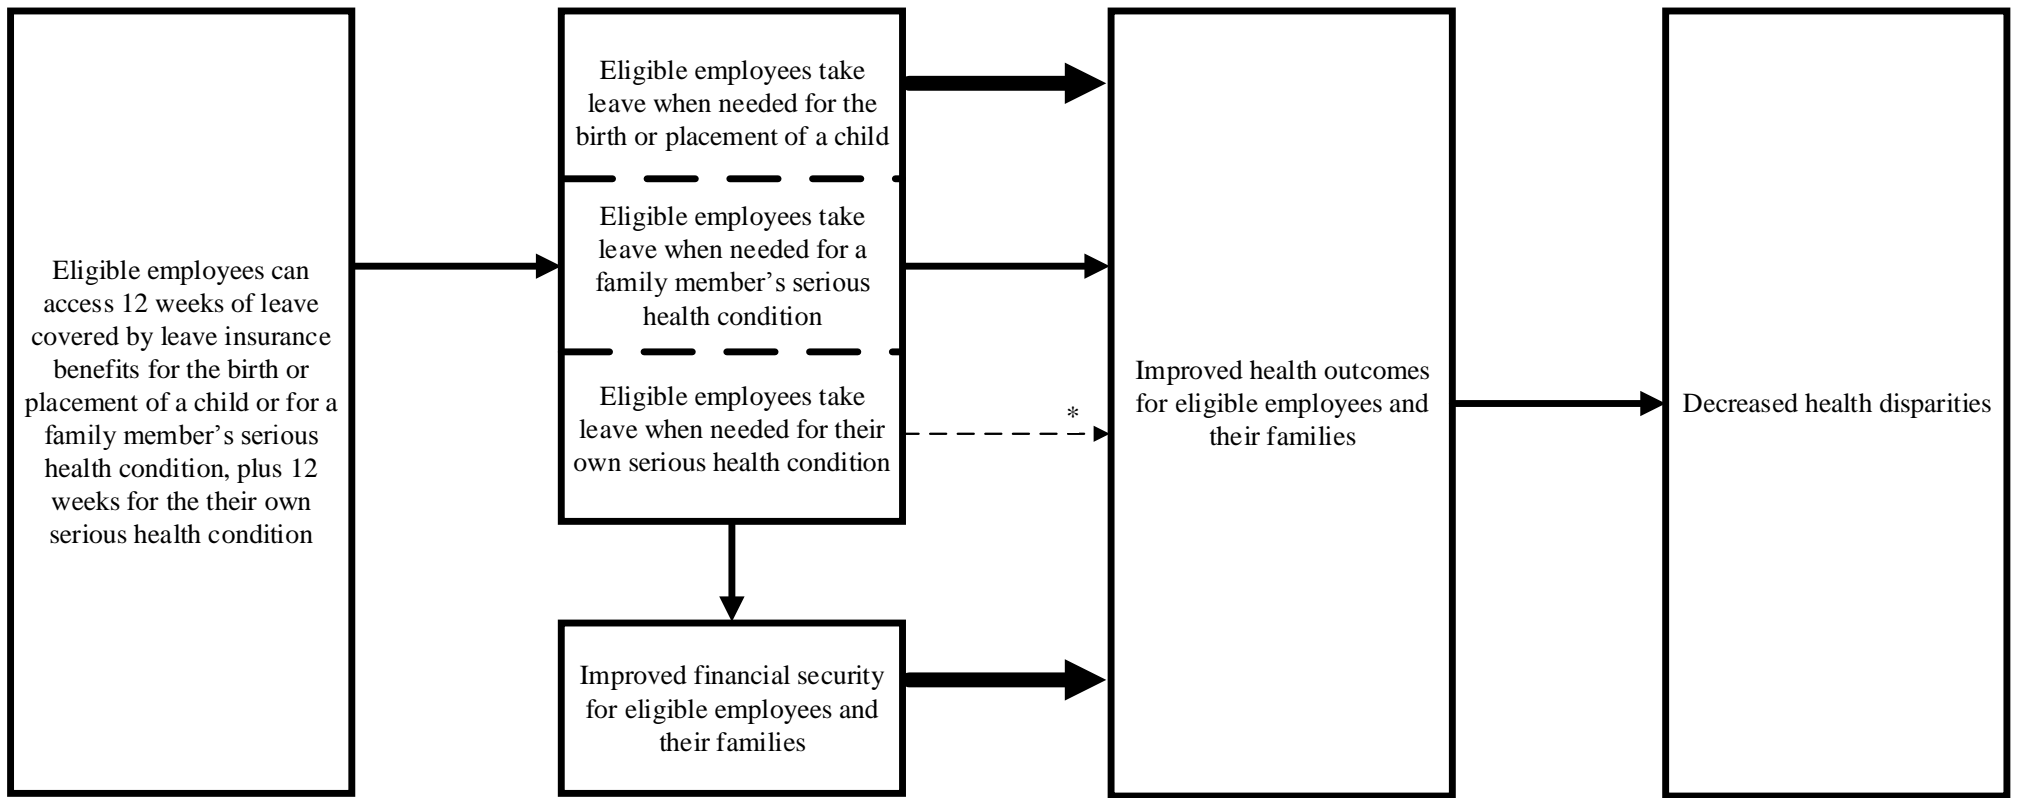 Eligible employees can
access 12 weeks of leave
covered by leave insurance
benefits for the birth or
placement of a child or for a
family member’s serious
health condition, plus 12
weeks for the their own
serious health condition
Eligible employees take
leave when needed for the
birth or placement of a child
Eligible employees take
leave when needed for a
family member’s serious
health condition
Eligible employees take
leave when needed for their
own serious health condition
*
Improved financial security
for eligible employees and
their families
Improved health outcomes
for eligible employees and
their families
Decreased health disparities